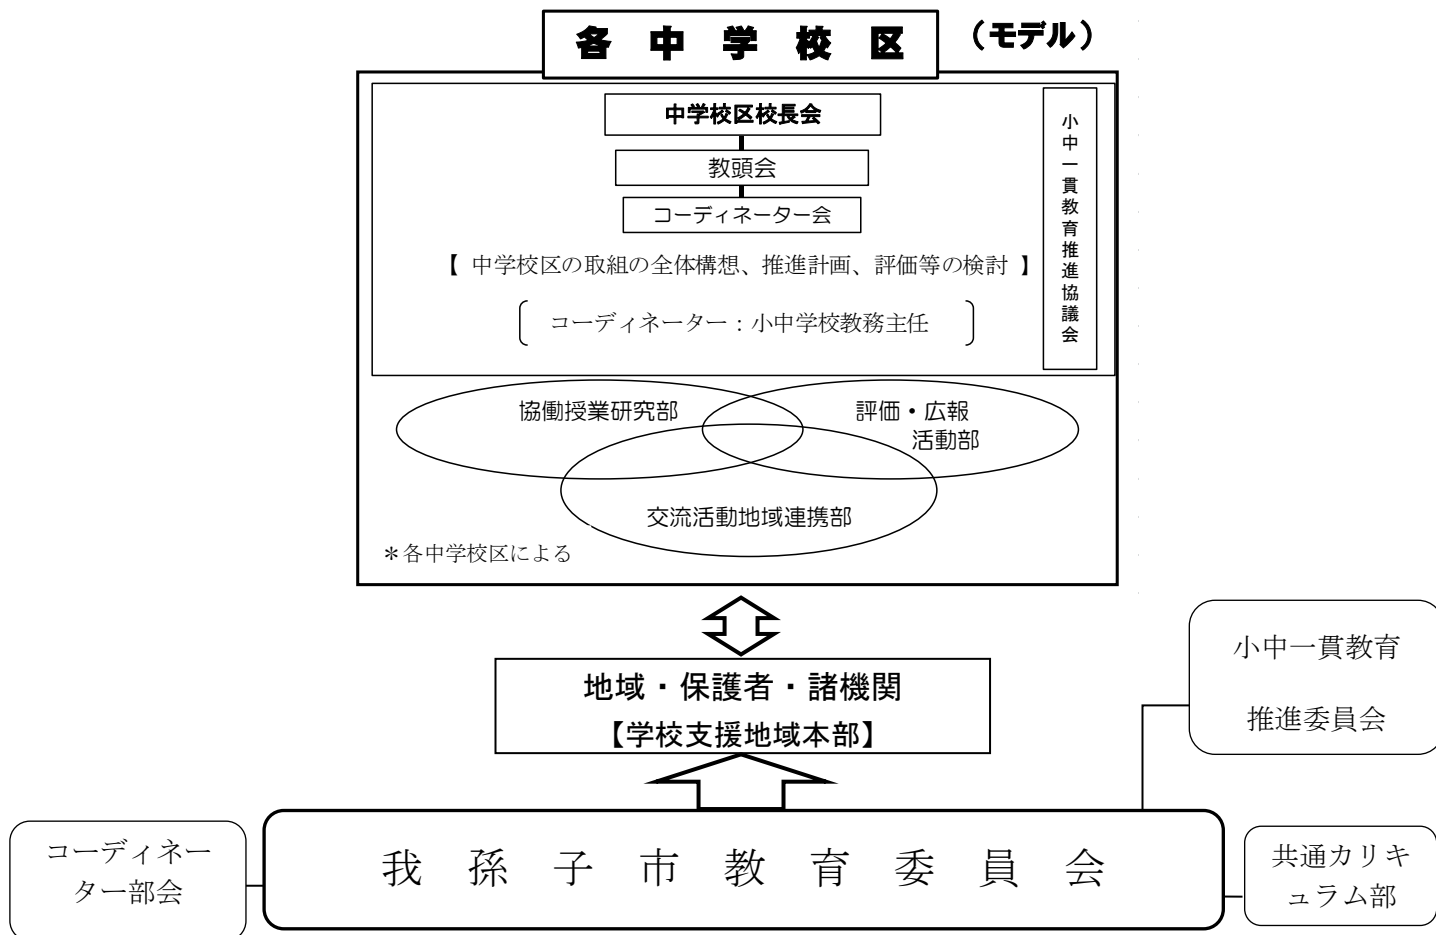 各中学校区
（モデル）
中学校区校長会
教頭会
コーディネーター会
【 中学校区の取組の全体構想、推進計画、評価等の検討 】
コーディネーター：小中学校教務主任
小中一貫教育推進協議会
協働授業研究部
評価・広報
活動部
交流活動地域連携部
＊各中学校区による
地域・保護者・諸機関
【学校支援地域本部】
小中一貫教育
推進委員会
コーディネー
ター部会
我孫子市教育委員会
共通カリキ
ュラム部